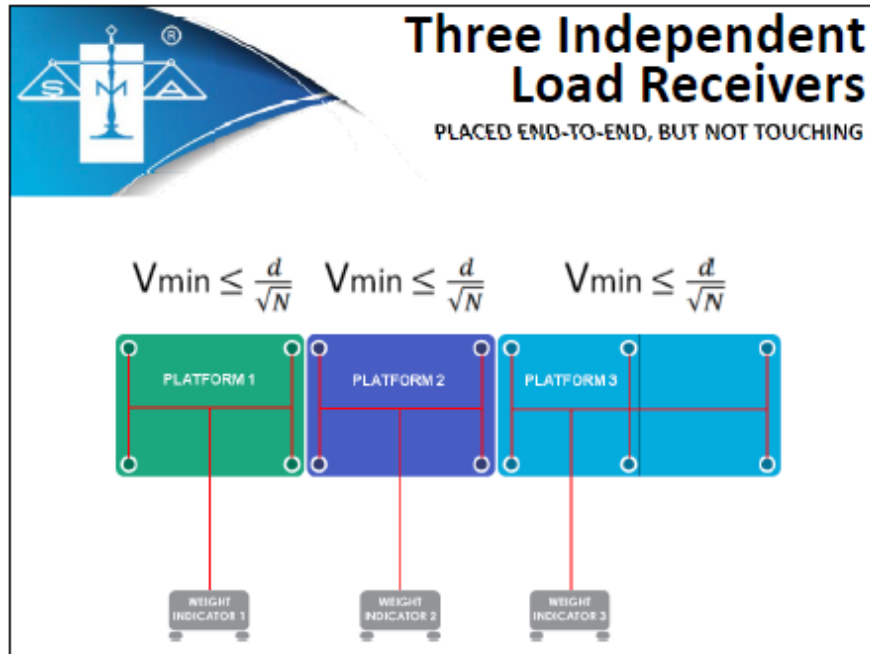 ®
S M A
Three Independent
Load Receivers
PLACED END-TO-END, BUT NOT TOUCHING
Vmin ≤ d/√N Vmin ≤ d/√N Vmin ≤ d/√N
PLATFORM 1 PLATFORM 2 PLATFORM 3
WEIGHT WEIGHT WEIGHT
INDICATOR 1 INDICATOR 2 INDICATOR 3